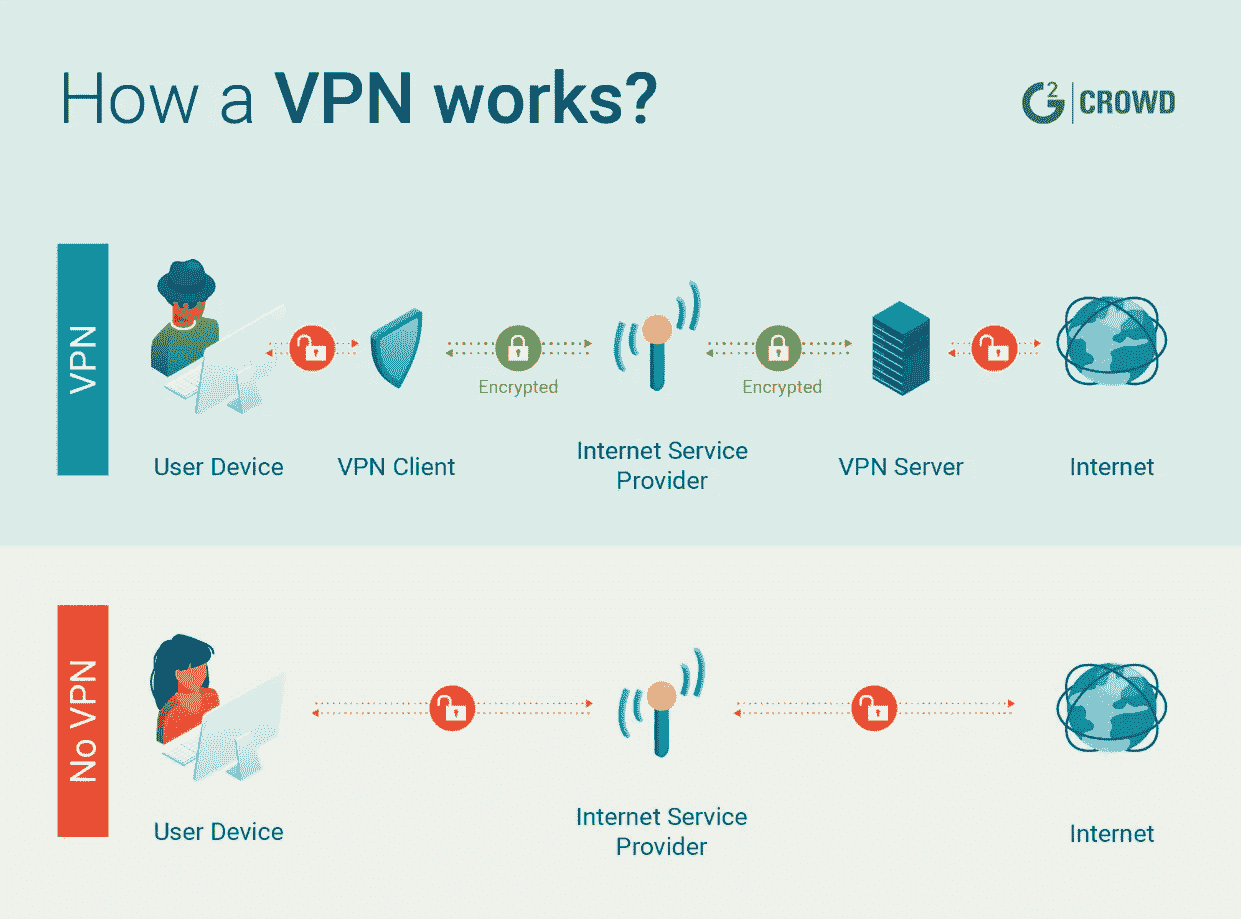 How a VPN works?
G2 CROWD
VPN
Encrypted
Encrypted
User Device
VPN Client
Internet Service
Provider
VPN Server
Internet
No VPN
User Device
Internet Service
Provider
Internet